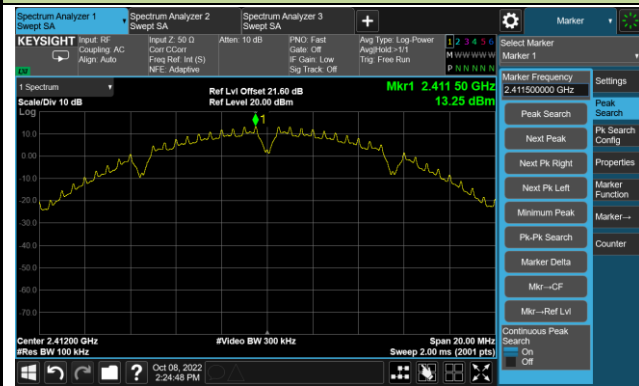 Spectrum Analyzer 1
Swept SA
Spectrum Analyzer 2
Swept SA
Spectrum Analyzer 3
Swept SA
+
Marker
KEYSIGHT
Input: RF
Coupling: AC
Align: Auto
Input Z: 50 Ω
Corr CCorr
Freq Ref: Int (S)
NFE: Adaptive
Atten: 10 dB
PNO: Fast
Gate: Off
IF Gain: Low
Sig Track: Off
Avg Type: Log-Power
Avg|Hold:>1/1
Trig: Free Run
1 2 3 4 5 6
M W W W W W
P N N N N N
LXI
Select Marker
Marker 1
1 Spectrum
Scale/Div 10 dB
Ref Lvl Offset 21.60 dB
Ref Level 20.00 dBm
Mkr1 2.411 50 GHz
13.25 dBm
Log
1
10.0
0.00
-10.0
-20.0
-30.0
-40.0
-50.0
-60.0
-70.0
Center 2.41200 GHz
#Res BW 100 kHz
#Video BW 300 kHz
Span 20.00 MHz
Sweep 2.00 ms (2001 pts)
Marker Frequency
2.411500000 GHz
Peak Search
Next Peak
Next Pk Right
Next Pk Left
Minimum Peak
Pk-Pk Search
Marker Delta
Mkr→CF
Mkr→Ref Lvl
Continuous Peak
Search
On
Off
Settings
Peak
Search
Pk Search
Config
Properties
Marker
Function
Marker→
Counter
?
Oct 08, 2022
2:24:48 PM